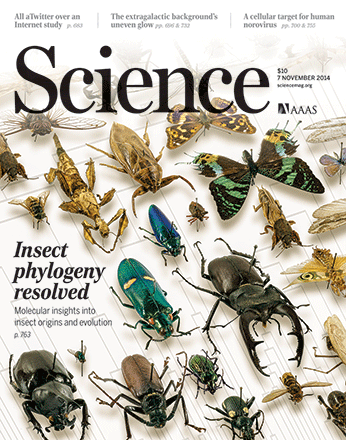 All aTwitter over an
Internet study p. 663
The extragalactic background's
uneven glow pp. 696 & 732
A cellular target for human
norovirus pp. 700 & 755
Science
$10
7 NOVEMBER 2014
sciencemag.org
AAAS
Insect
phylogeny
resolved
Molecular insights into
insect origins and evolution
p. 763